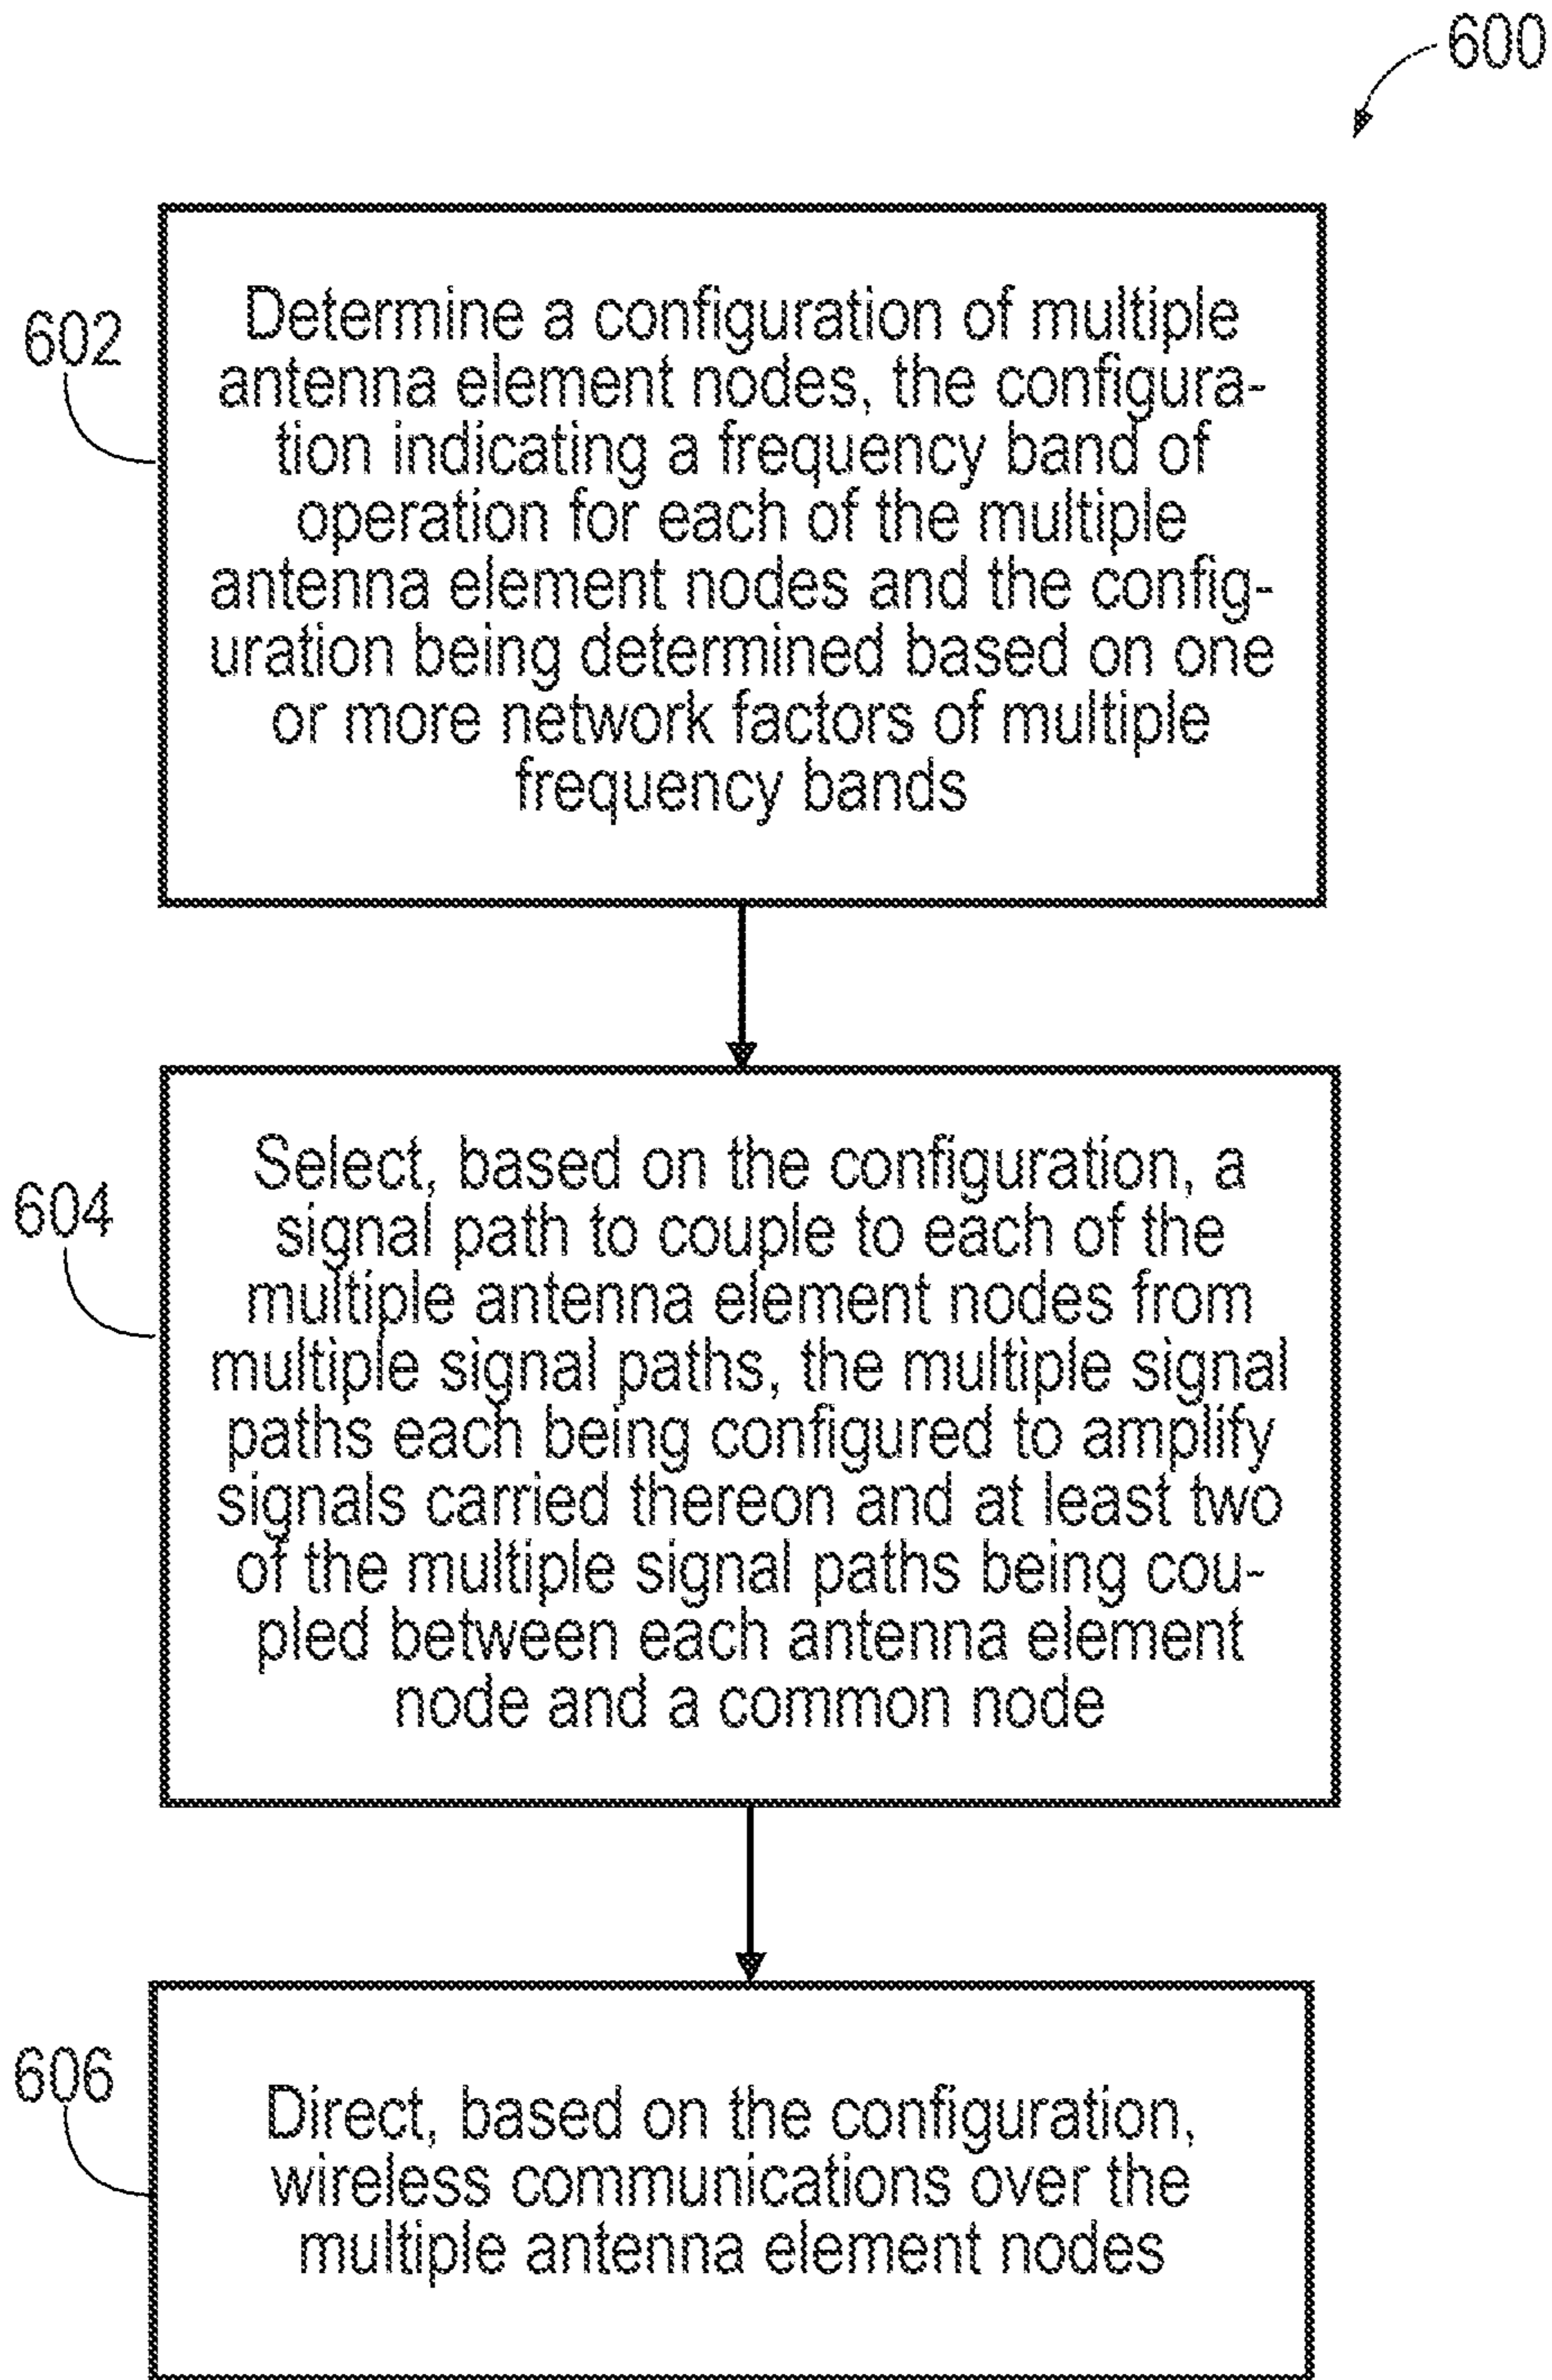 600
602
Determine a configuration of multiple
antenna element nodes, the configura-
tion indicating a frequency band of
operation for each of the multiple
antenna element nodes and the config-
uration being determined based on one
or more network factors of multiple
frequency bands
604
Select, based on the configuration, a
signal path to couple to each of the
multiple antenna element nodes from
multiple signal paths, the multiple signal
paths each being configured to amplify
signals carried thereon and at least two
of the multiple signal paths being cou-
pled between each antenna element
node and a common node
606
Direct, based on the configuration,
wireless communications over the
multiple antenna element nodes